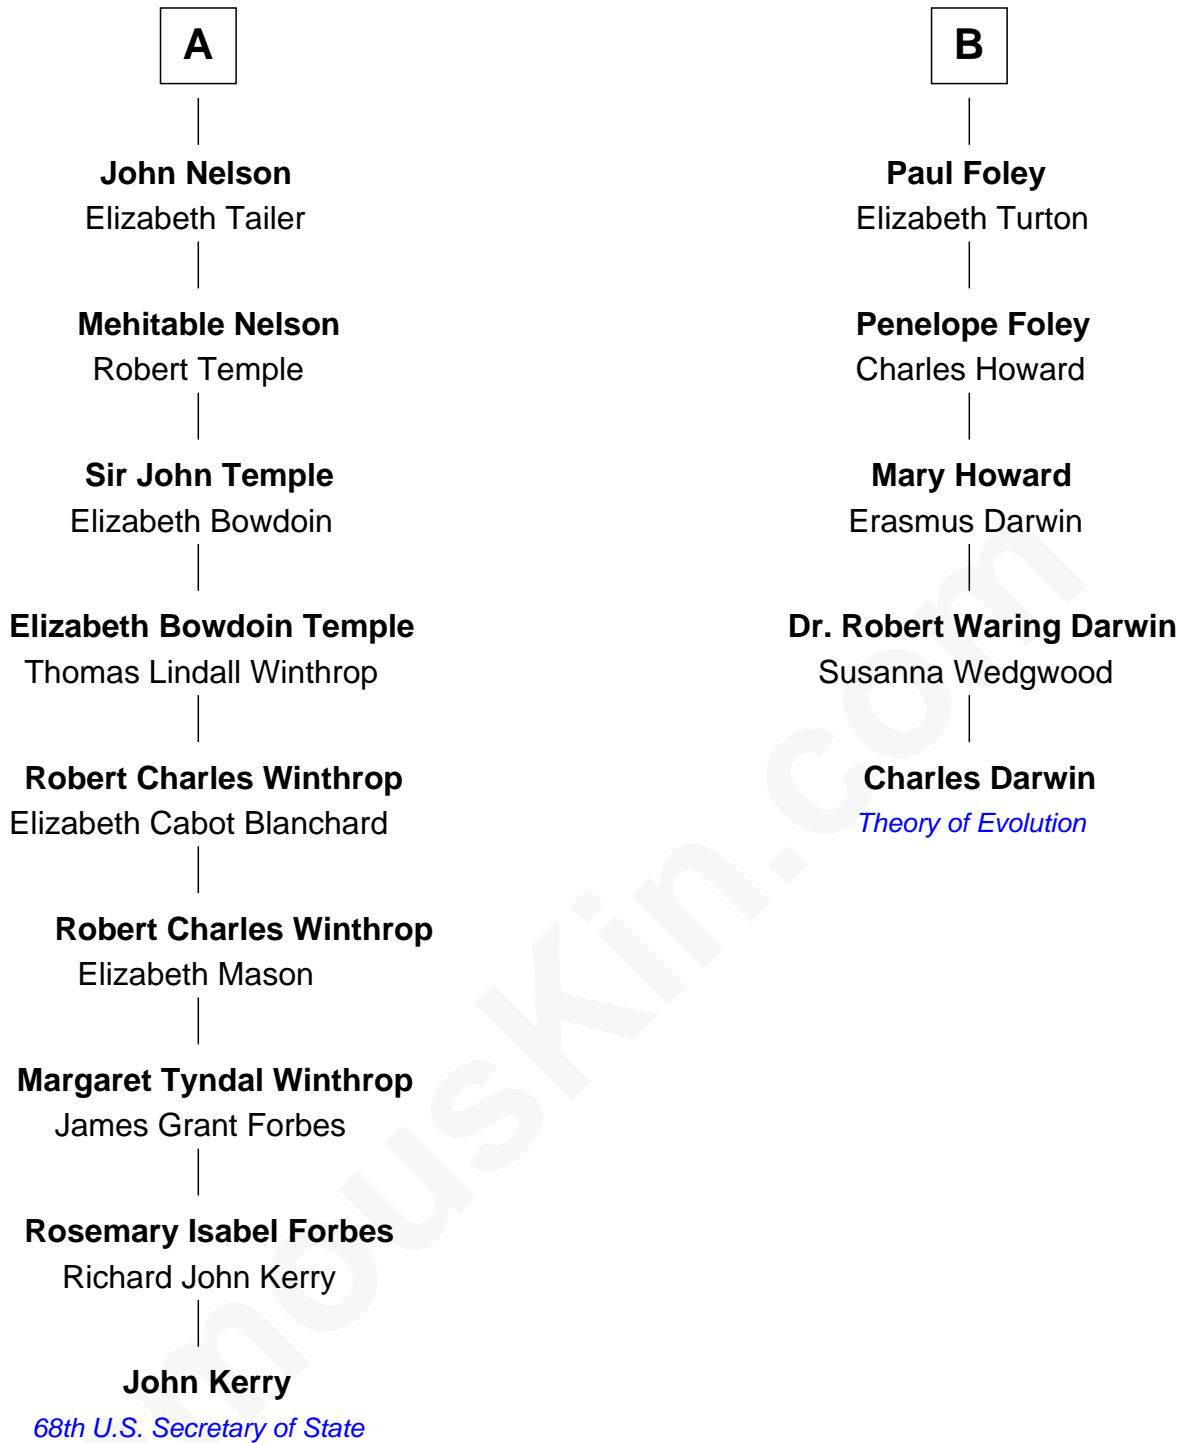 A
John Nelson
Elizabeth Tailer
Mehitable Nelson
Robert Temple
Sir John Temple
Elizabeth Bowdoin
Elizabeth Bowdoin Temple
Thomas Lindall Winthrop
Robert Charles Winthrop
Elizabeth Cabot Blanchard
Robert Charles Winthrop
Elizabeth Mason
Margaret Tyndal Winthrop
James Grant Forbes
Rosemary Isabel Forbes
Richard John Kerry
John Kerry
68th U.S. Secretary of State
B
Paul Foley
Elizabeth Turton
Penelope Foley
Charles Howard
Mary Howard
Erasmus Darwin
Dr. Robert Waring Darwin
Susanna Wedgwood
Charles Darwin
Theory of Evolution
mouskin.com